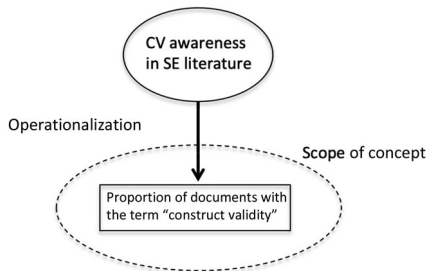 CV awareness
in SE literature
Operationalization
Scope of concept
Proportion of documents with
the term “construct validity”